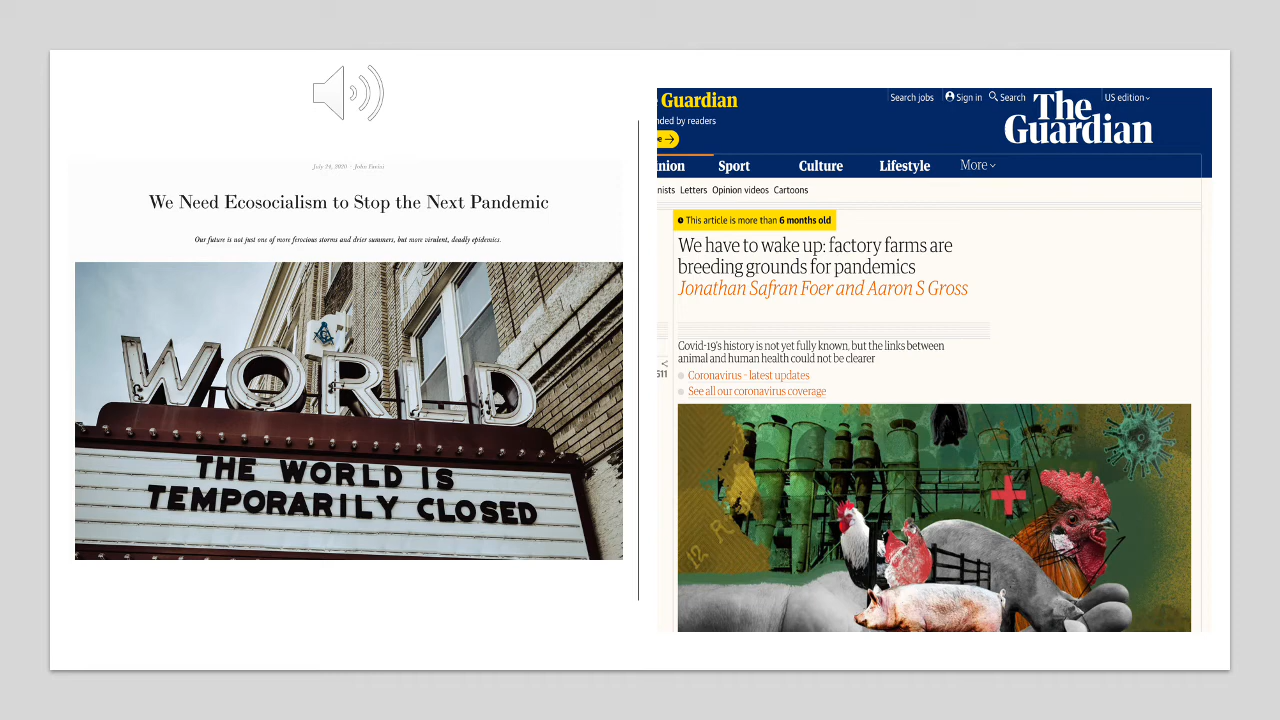 July 24, 2020 · John
We Need Ecosocialism to Stop the Next Pandemic
Our future is not just one of more ferocious storms and drier summers, but more virulent, deadly epidemics.
WORLD
THE WORLD IS
TEMPORARILY CLOSED
Guardian
by readers
Search jobs
Sign in
Search
US edition
The
Guardian
Sport
Culture
Lifestyle
More
Letters
Opinion videos
Cartoons
This article is more than 6 months old
We have to wake up: factory farms are
breeding grounds for pandemics
Jonathan Safran Foer and Aaron S Gross
Covid-19's history is not yet fully known, but the links between
animal and human health could not be clearer
511
Coronavirus - latest updates
See all our coronavirus coverage
12 R